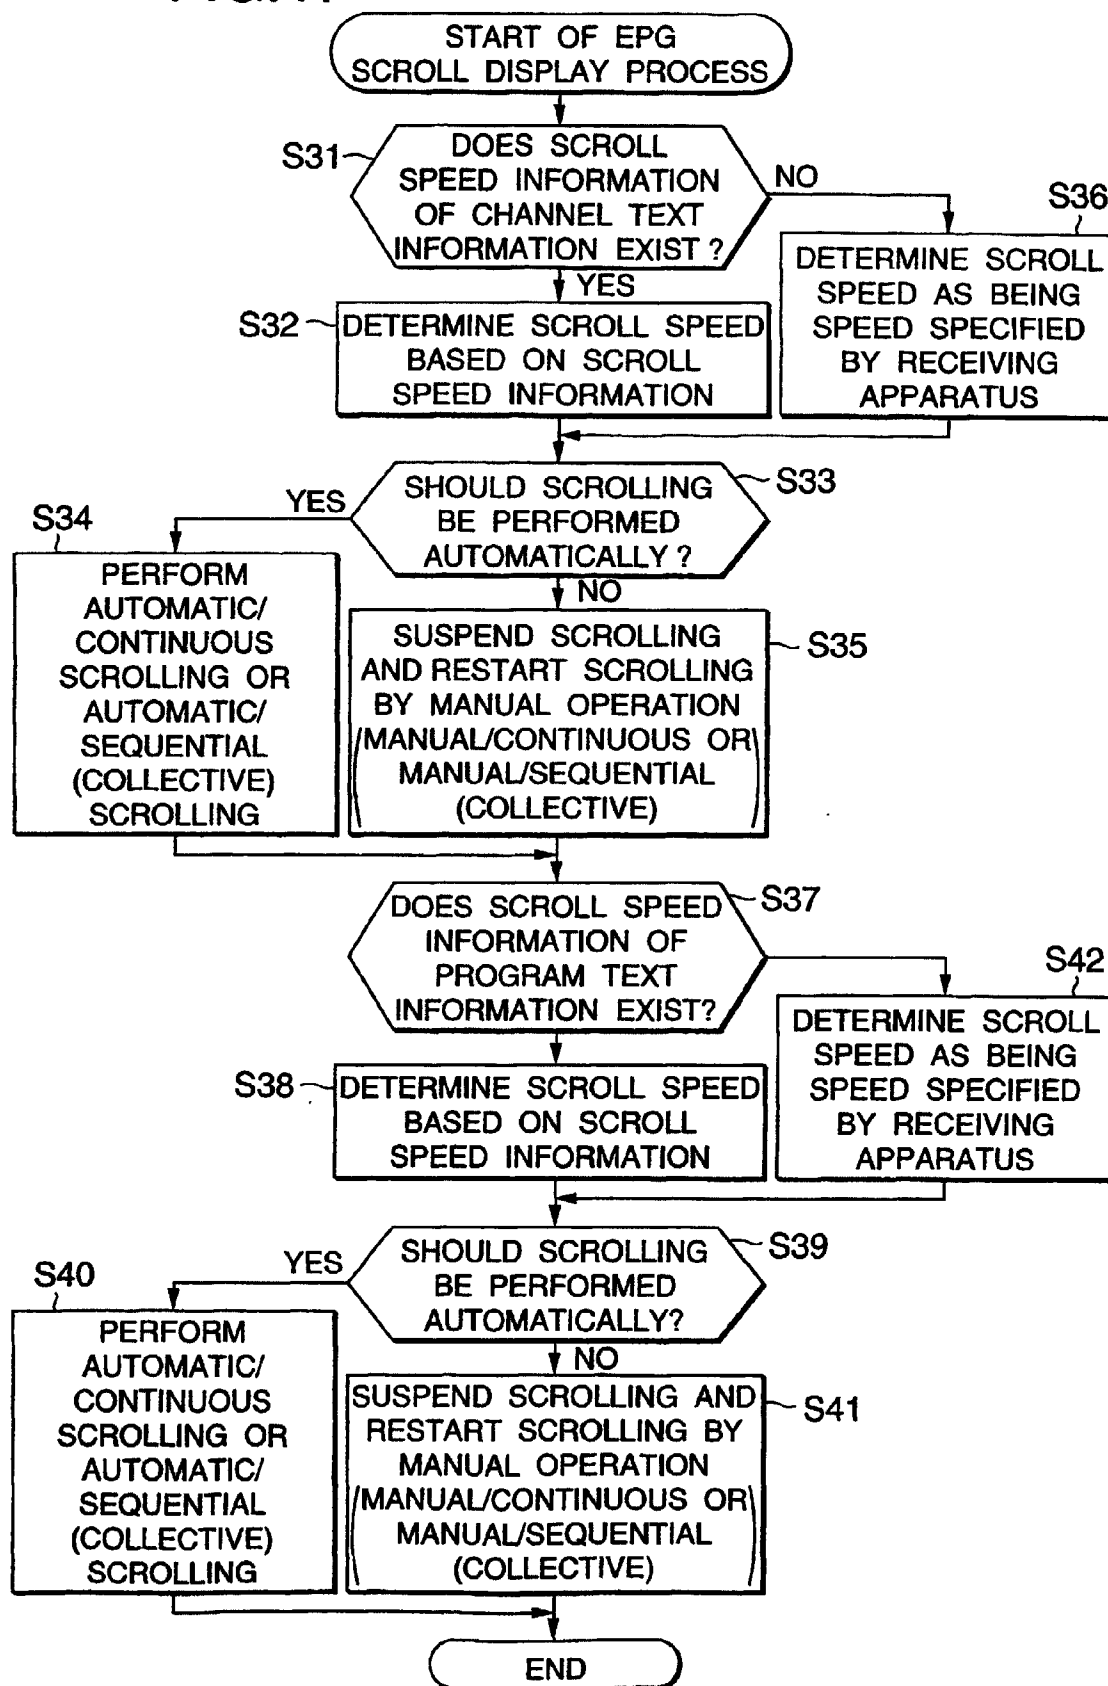 START OF EPG
SCROLL DISPLAY PROCESS
S31
DOES SCROLL
SPEED INFORMATION
OF CHANNEL TEXT
INFORMATION EXIST ?
NO
YES
S36
DETERMINE SCROLL
SPEED AS BEING
SPEED SPECIFIED
BY RECEIVING
APPARATUS
S32
DETERMINE SCROLL SPEED
BASED ON SCROLL
SPEED INFORMATION
S33
SHOULD SCROLLING
BE PERFORMED
AUTOMATICALLY ?
YES
NO
S34
PERFORM
AUTOMATIC/
CONTINUOUS
SCROLLING OR
AUTOMATIC/
SEQUENTIAL
(COLLECTIVE)
SCROLLING
S35
SUSPEND SCROLLING
AND RESTART SCROLLING
BY MANUAL OPERATION
(MANUAL/CONTINUOUS OR
MANUAL/SEQUENTIAL
(COLLECTIVE))
S37
DOES SCROLL SPEED
INFORMATION OF
PROGRAM TEXT
INFORMATION EXIST?
S42
DETERMINE SCROLL
SPEED AS BEING
SPEED SPECIFIED
BY RECEIVING
APPARATUS
S38
DETERMINE SCROLL SPEED
BASED ON SCROLL
SPEED INFORMATION
S39
SHOULD SCROLLING
BE PERFORMED
AUTOMATICALLY?
YES
NO
S40
PERFORM
AUTOMATIC/
CONTINUOUS
SCROLLING OR
AUTOMATIC/
SEQUENTIAL
(COLLECTIVE)
SCROLLING
S41
SUSPEND SCROLLING AND
RESTART SCROLLING BY
MANUAL OPERATION
(MANUAL/CONTINUOUS OR
MANUAL/SEQUENTIAL
(COLLECTIVE))
END